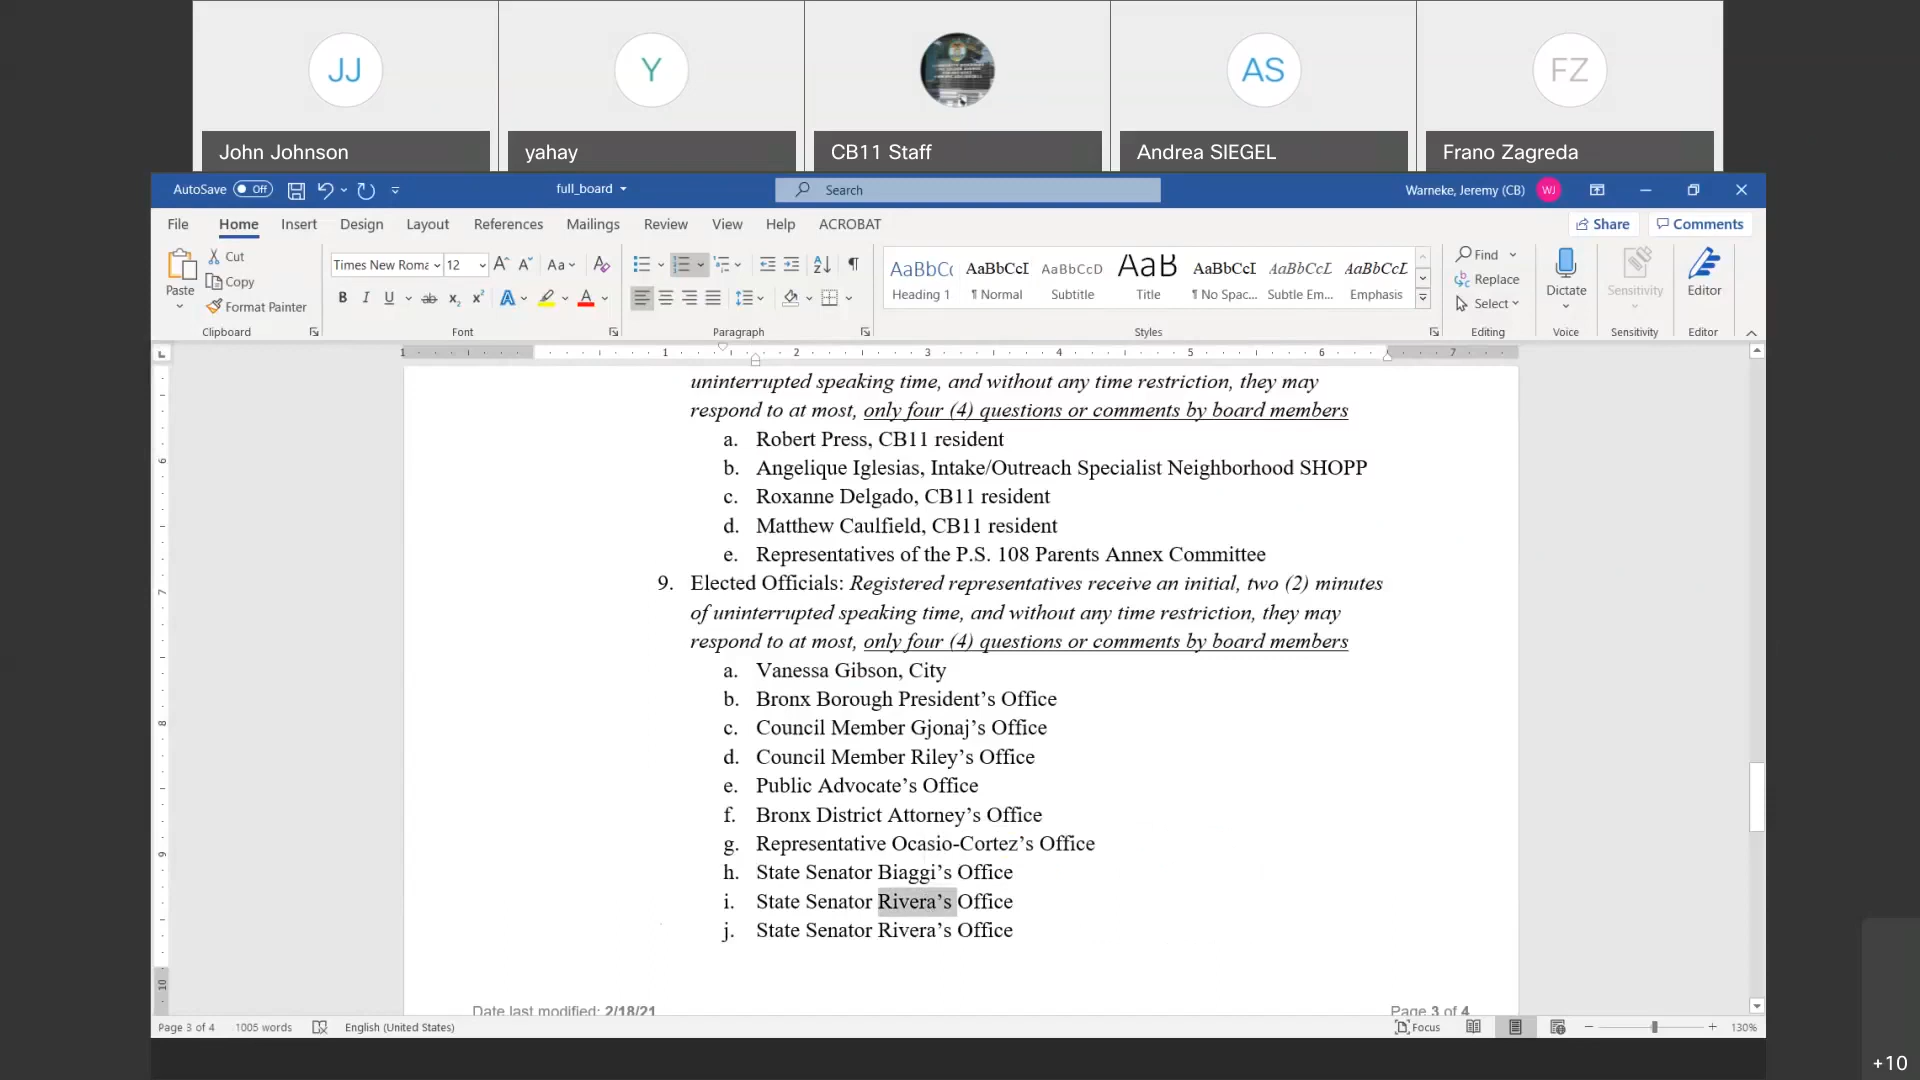 JJ
Y
AS
FZ
John Johnson
yahay
CB11 Staff
Andrea SIEGEL
Frano Zagreda
AutoSave Off
full_board
Search
Warneke, Jeremy (CB) WJ
File Home Insert Design Layout References Mailings Review View Help ACROBAT
Share Comments
Paste
Cut
Copy
Format Painter
Clipboard
Times New Roma 12
Font
Paragraph
AaBbCc AaBbCcI AaBbCcD AaB AaBbCcI AaBbCcL AaBbCcL
Heading 1 ¶ Normal Subtitle Title ¶ No Spac... Subtle Em... Emphasis
Styles
Find
Replace
Select
Editing
Dictate
Voice
Sensitivity
Sensitivity
Editor
Editor
1 1 2 3 4 5 6 7
uninterrupted speaking time, and without any time restriction, they may
respond to at most, only four (4) questions or comments by board members
a. Robert Press, CB11 resident
b. Angelique Iglesias, Intake/Outreach Specialist Neighborhood SHOPP
c. Roxanne Delgado, CB11 resident
d. Matthew Caulfield, CB11 resident
e. Representatives of the P.S. 108 Parents Annex Committee
9. Elected Officials: Registered representatives receive an initial, two (2) minutes
of uninterrupted speaking time, and without any time restriction, they may
respond to at most, only four (4) questions or comments by board members
a. Vanessa Gibson, City
b. Bronx Borough President’s Office
c. Council Member Gjonaj’s Office
d. Council Member Riley’s Office
e. Public Advocate’s Office
f. Bronx District Attorney’s Office
g. Representative Ocasio-Cortez’s Office
h. State Senator Biaggi’s Office
i. State Senator Rivera’s Office
j. State Senator Rivera’s Office
Date last modified: 2/18/21
Page 3 of 4
Page 3 of 4 1005 words English (United States)
Focus
130%
+10